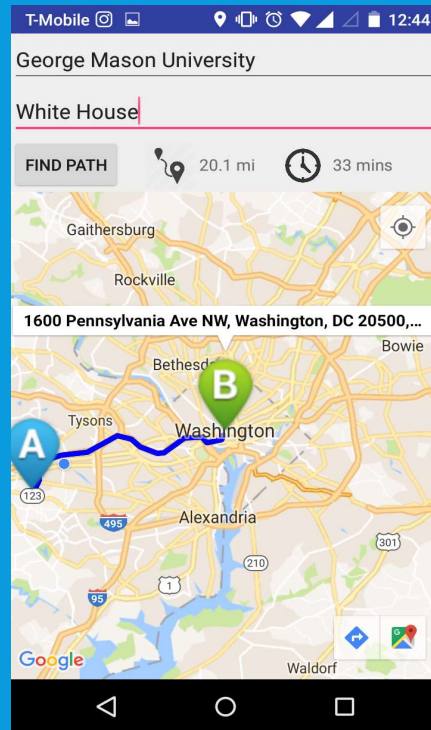 T-Mobile 12:44
George Mason University
White House
FIND PATH 20.1 mi 33 mins
Gaithersburg
Rockville
1600 Pennsylvania Ave NW, Washington, DC 20500,...
Bowie
Bethesd
B
Tysons
Washington
A
123
495
Alexandria
301
210
1
95
Google
Waldorf